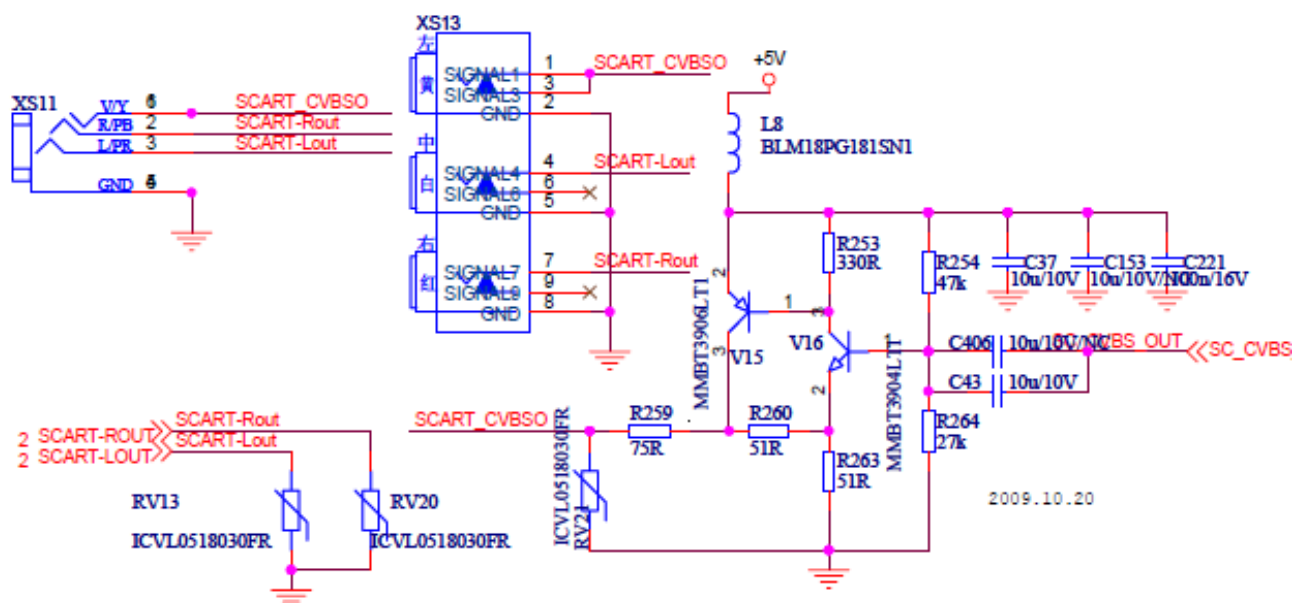 XS13
左
1
SCART_CVBSO
SIGNAL1
3
黄
SIGNAL3
2
GND
+5V
XS11
V/Y
6
SCART_CVBSO
R/PB
2
SCART-Rout
L/PR
3
SCART-Lout
GND
L8
BLM18PG181SN1
中
4
SCART-Lout
SIGNAL4
6
白
SIGNAL6
5
GND
右
7
SCART-Rout
SIGNAL7
9
红
SIGNAL9
8
GND
R253
330R
R254
47k
C37
10u/10V
C153
10u/10V/NC
C221
100n/16V
2
1
3
V15
MMBT3906LT1
3
V16
2
MMBT3904LT1
C406
10u/10V/NC
SC_CVBS_OUT
SC_CVBS
C43
10u/10V
R264
27k
SCART-Rout
2 SCART-ROUT
SCART-Lout
2 SCART-LOUT
SCART_CVBSO
R259
75R
R260
51R
R263
51R
ICVL0518030FR
RV21
RV13
ICVL0518030FR
RV20
ICVL0518030FR
2009.10.20